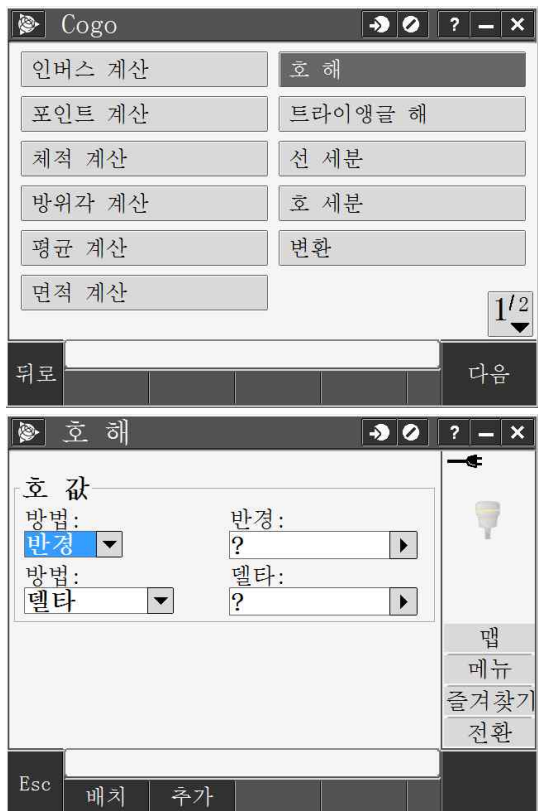 Cogo ?
인버스 계산 호 해
포인트 계산 트라이앵글 해
체적 계산 선 세분
방위각 계산 호 세분
평균 계산 변환
면적 계산
1/2
뒤로 다음
호 해 ?
호 값
방법: 반경:
반경 ?
방법: 델타:
델타 ?
맵
메뉴
즐겨찾기
전환
Esc 배치 추가